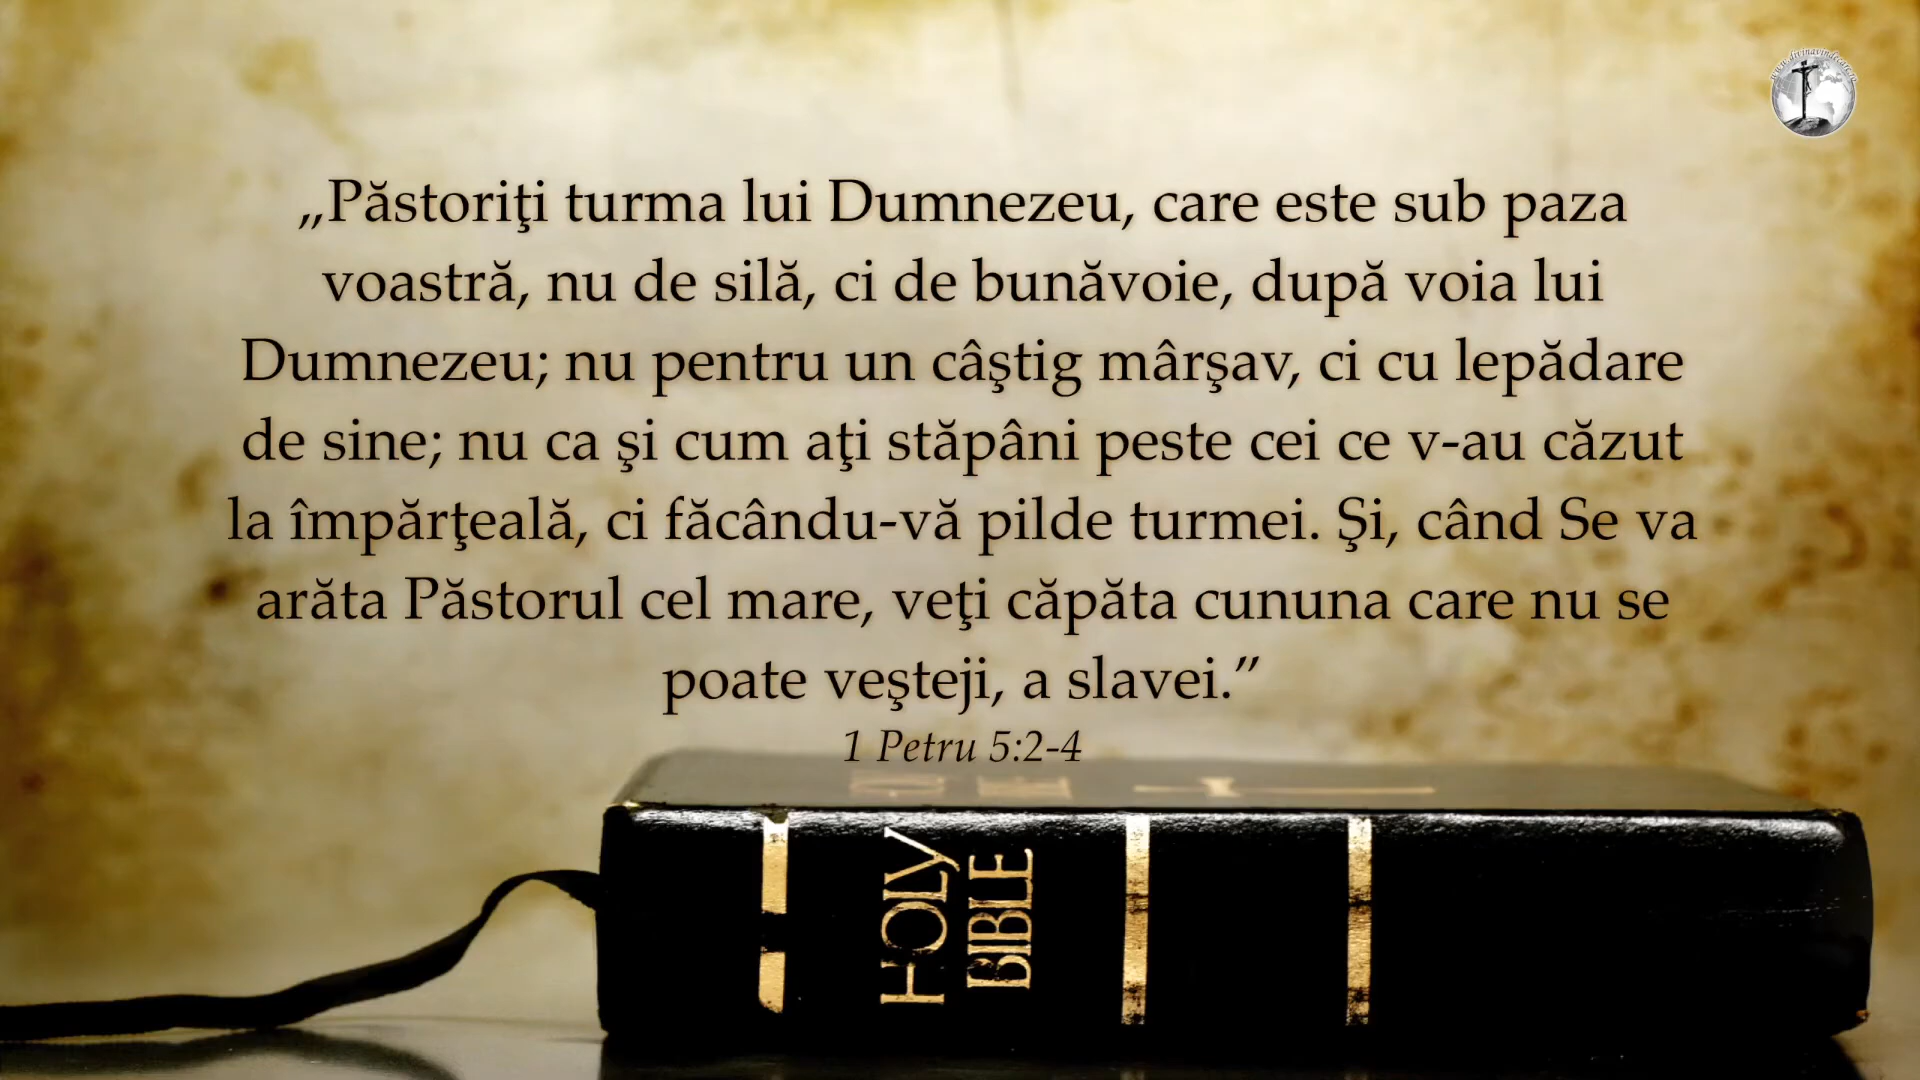 „Păstoriţi turma lui Dumnezeu, care este sub paza
voastră, nu de silă, ci de bunăvoie, după voia lui
Dumnezeu; nu pentru un câştig mârşav, ci cu lepădare
de sine; nu ca şi cum aţi stăpâni peste cei ce v-au căzut
la împărţeală, ci făcându-vă pilde turmei. Şi, când Se va
arăta Păstorul cel mare, veţi căpăta cununa care nu se
poate veşteji, a slavei.”
1 Petru 5:2-4
HOLY
BIBLE